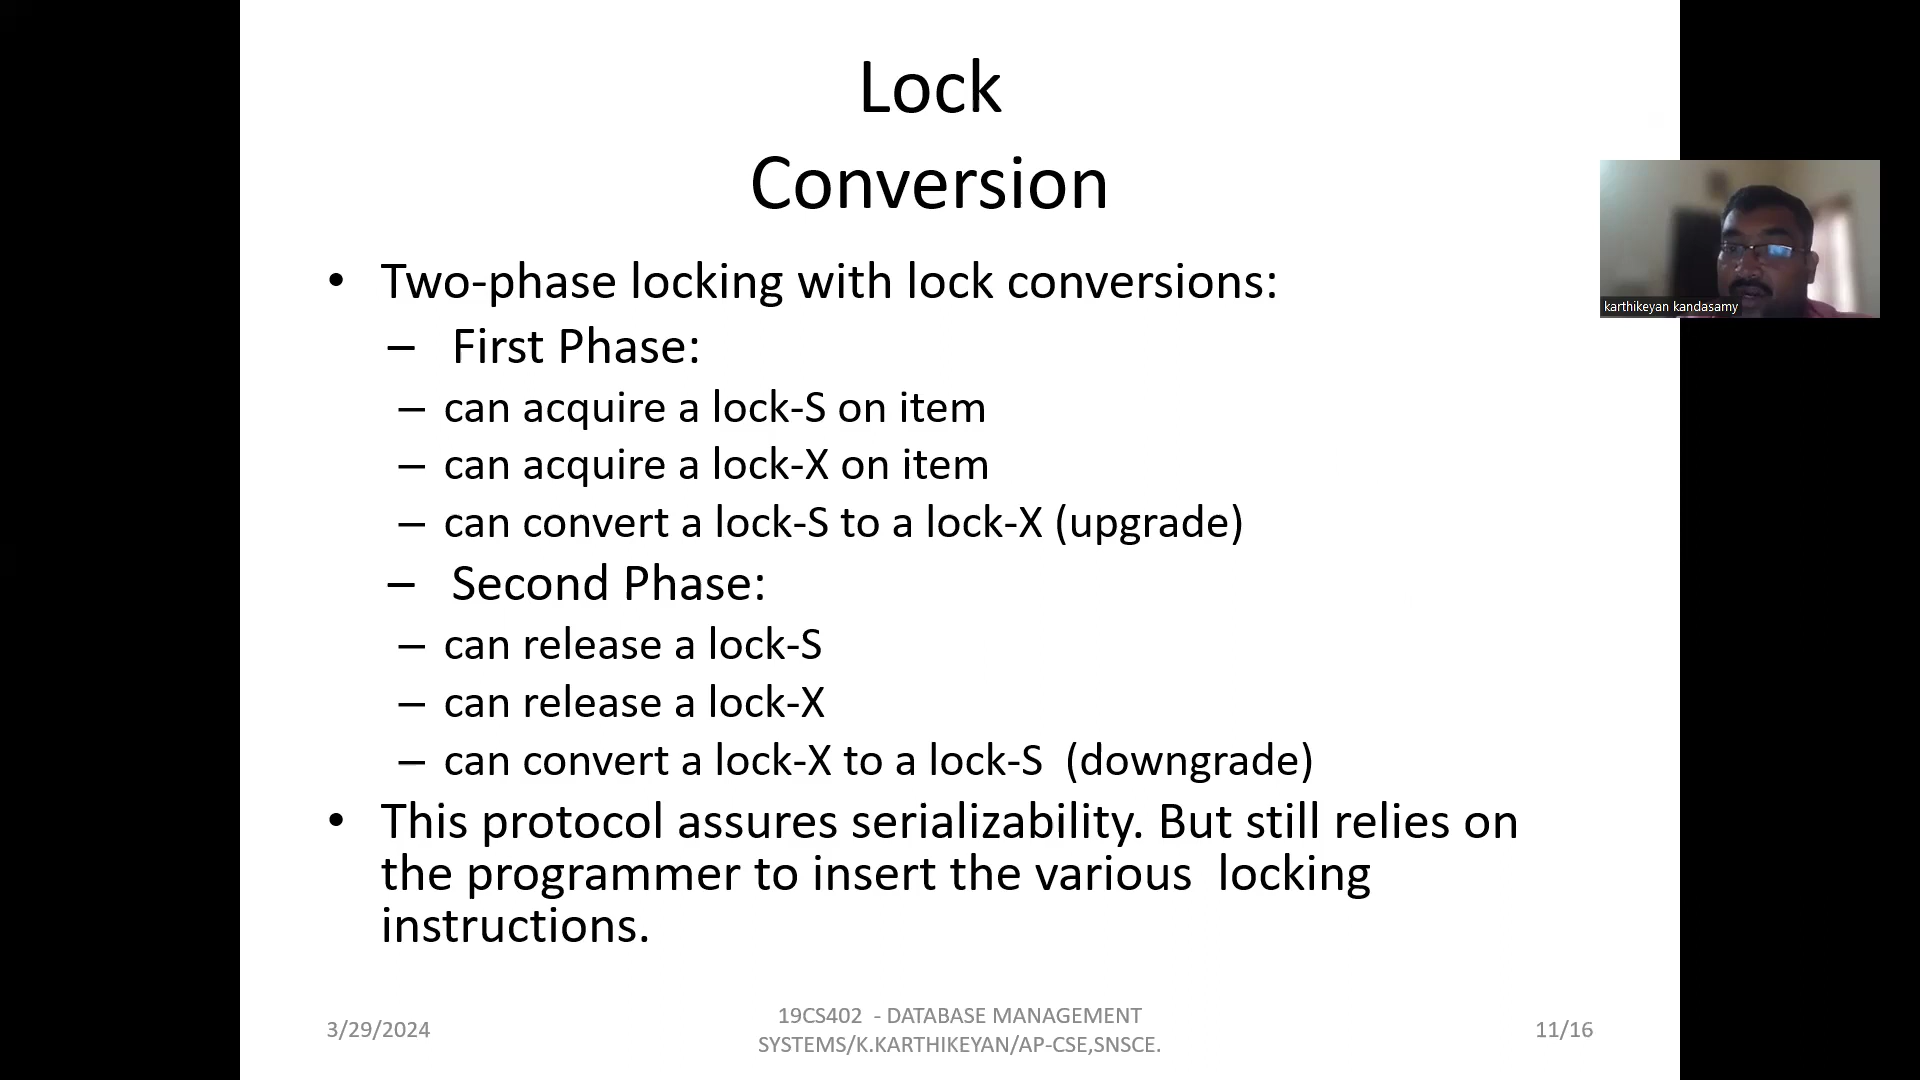 Lock
Conversion
• Two-phase locking with lock conversions:
– First Phase:
– can acquire a lock-S on item
– can acquire a lock-X on item
– can convert a lock-S to a lock-X (upgrade)
– Second Phase:
– can release a lock-S
– can release a lock-X
– can convert a lock-X to a lock-S (downgrade)
• This protocol assures serializability. But still relies on
the programmer to insert the various locking
instructions.
karthikeyan kandasamy
3/29/2024
19CS402 - DATABASE MANAGEMENT
SYSTEMS/K.KARTHIKEYAN/AP-CSE,SNSCE.
11/16